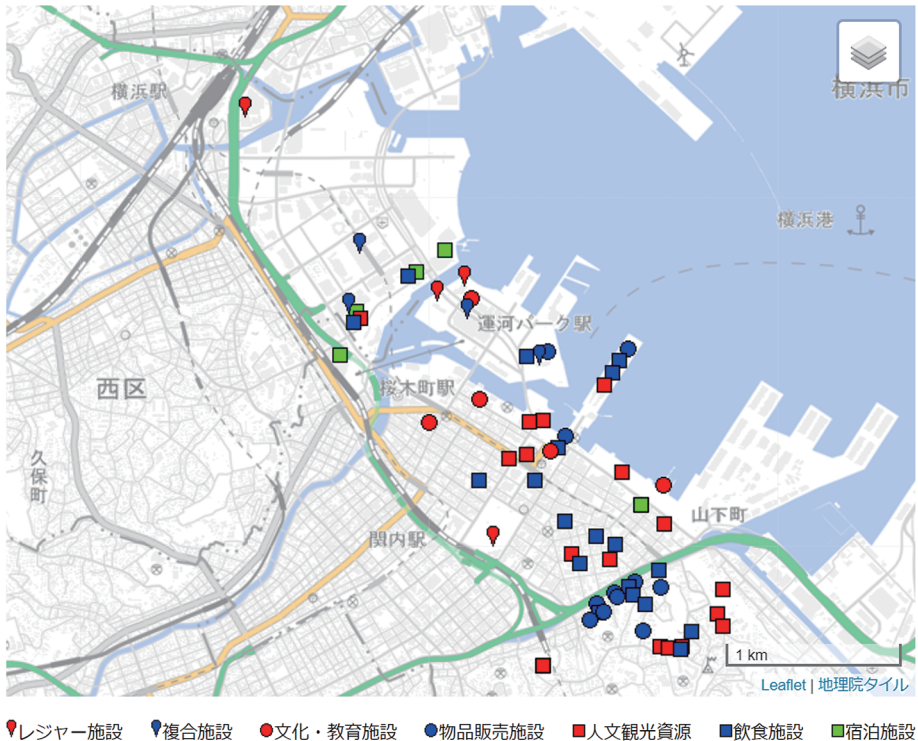 横浜駅
横浜市
横浜港
運河パーク駅
桜木町駅
西区
久保町
山下町
関内駅
1 km
Leaflet | 地理院タイル
レジャー施設 複合施設 文化・教育施設 物品販売施設 人文観光資源 飲食施設 宿泊施設